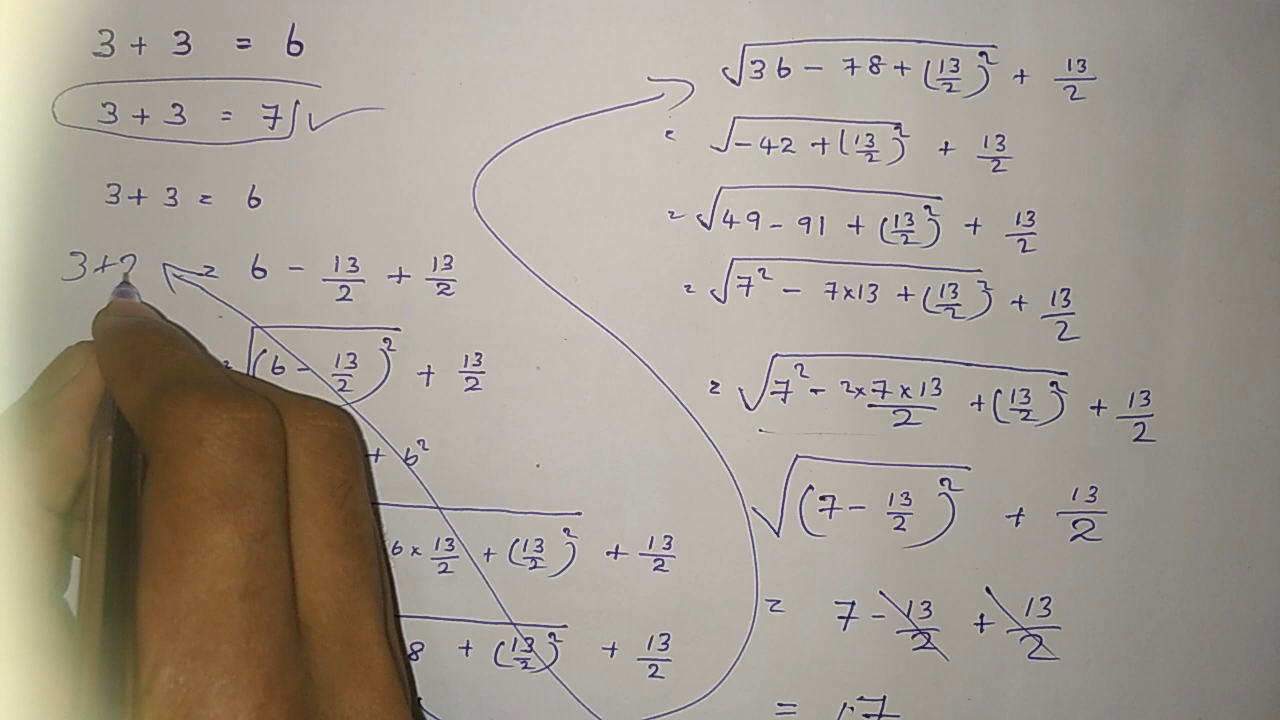 3 + 3 = 6
3 + 3 = 7
3 + 3 = 6
3 + = 6 - 13/2 + 13/2
= √(6 - 13/2)² + 13/2
+ b²
6 × 13/2 + (13/2)² + 13/2
8 + (13/2)² + 13/2
√36 - 78 + (13/2)² + 13/2
= √-42 + (13/2)² + 13/2
= √49 - 91 + (13/2)² + 13/2
= √7² - 7×13 + (13/2)² + 13/2
= √7² - 2×7×13/2 + (13/2)² + 13/2
√(7 - 13/2)² + 13/2
= 7 - 13/2 + 13/2
= 7